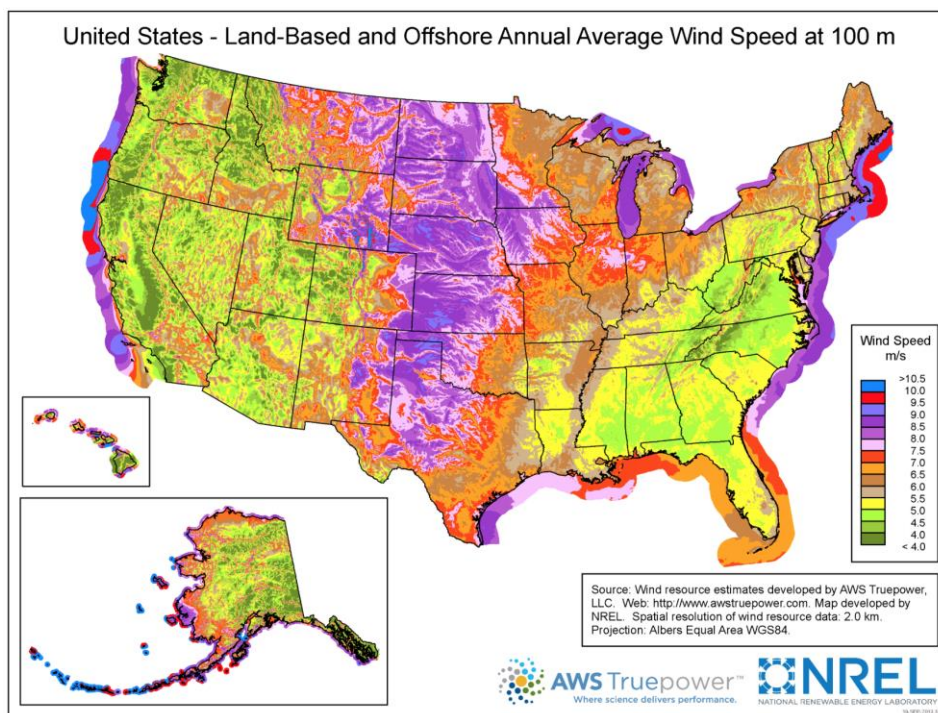 United States - Land-Based and Offshore Annual Average Wind Speed at 100 m
Wind Speed
m/s
>10.5
10.0
9.5
9.0
8.5
8.0
7.5
7.0
6.5
6.0
5.5
5.0
4.5
4.0
< 4.0
Source: Wind resource estimates developed by AWS Truepower,
LLC. Web: http://www.awstruepower.com. Map developed by
NREL. Spatial resolution of wind resource data: 2.0 km.
Projection: Albers Equal Area WGS84.
AWS Truepower™
Where science delivers performance.
NREL
NATIONAL RENEWABLE ENERGY LABORATORY